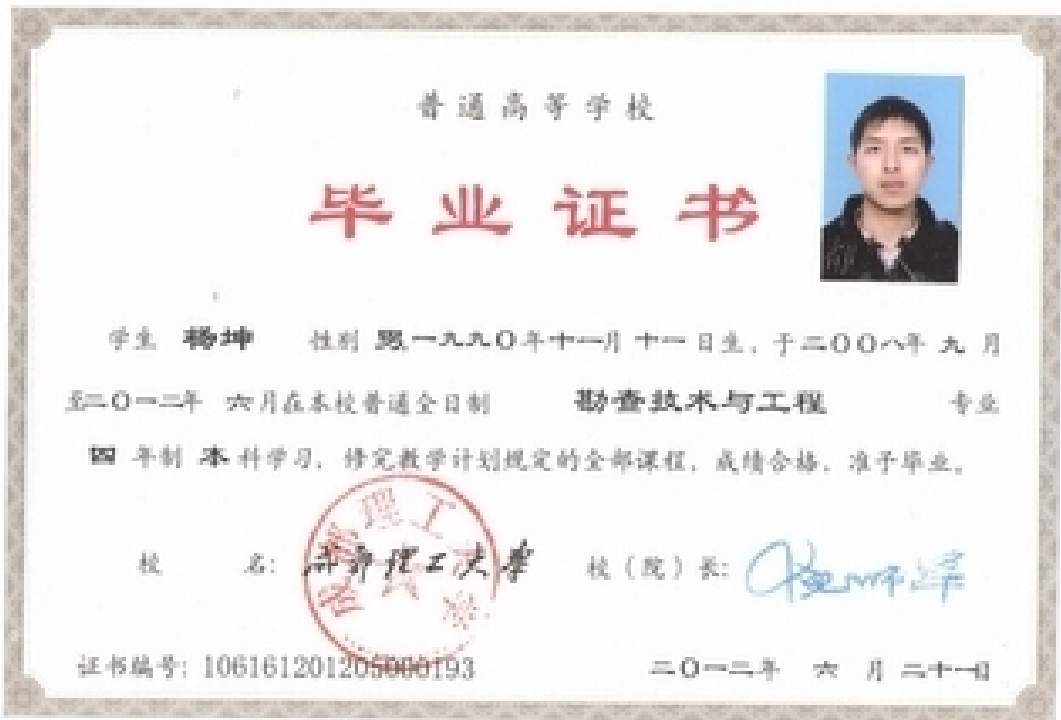 普通高等学校
毕业证书
学生 杨坤 性别 男,一九九〇年十一月十一日生,于二〇〇八年 九 月
至二〇一二年 六月在本校普通全日制 勘查技术与工程 专业
四 年制 本 科学习,修完教学计划规定的全部课程,成绩合格,准予毕业。
校 名: 成都理工大学 校(院)长:
证书编号: 106161201205000193 二〇一二年 六 月 二十一日